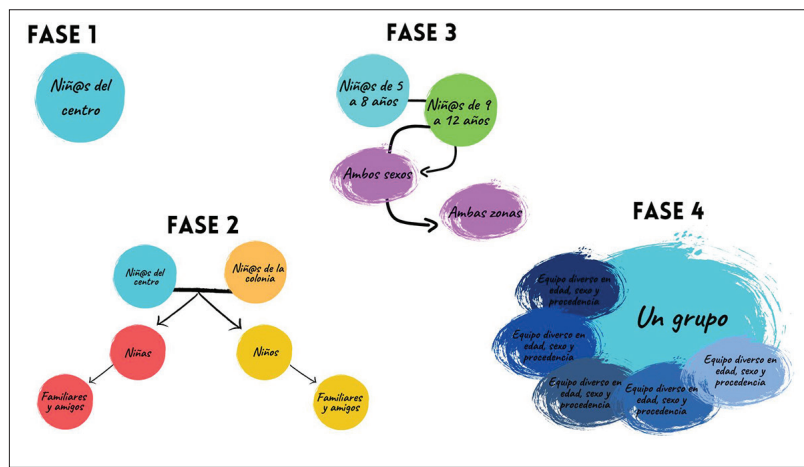 FASE 1
Niñ@s del
centro
FASE 2
Niñ@s del
centro
Niñ@s de la
colonia
Niñas
Niños
Familiares
y amigos
Familiares
y amigos
FASE 3
Niñ@s de 5
a 8 años
Niñ@s de 9
a 12 años
Ambos sexos
Ambas zonas
FASE 4
Un grupo
Equipo diverso en
edad, sexo y
procedencia
Equipo diverso en
edad, sexo y
procedencia
Equipo diverso en
edad, sexo y
procedencia
Equipo diverso en
edad, sexo y
procedencia
Equipo diverso en
edad, sexo y
procedencia